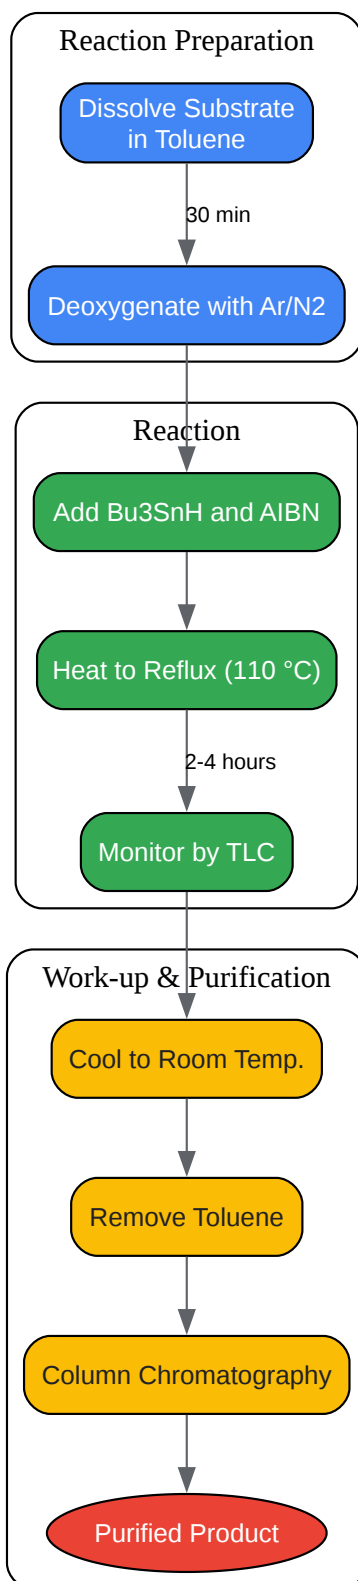 Reaction Preparation
Dissolve Substrate
in Toluene
30 min
Deoxygenate with Ar/N2
Reaction
Add Bu3SnH and AIBN
Heat to Reflux (110 °C)
2-4 hours
Monitor by TLC
Work-up & Purification
Cool to Room Temp.
Remove Toluene
Column Chromatography
Purified Product